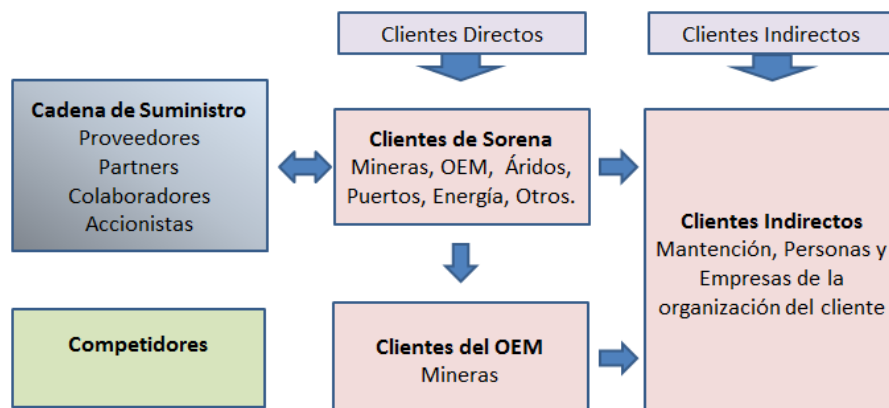 Clientes Directos
Clientes Indirectos
Cadena de Suministro
Proveedores
Partners
Colaboradores
Accionistas
Clientes de Sorena
Mineras, OEM, Áridos,
Puertos, Energía, Otros.
Clientes Indirectos
Mantención, Personas y
Empresas de la
organización del cliente
Competidores
Clientes del OEM
Mineras